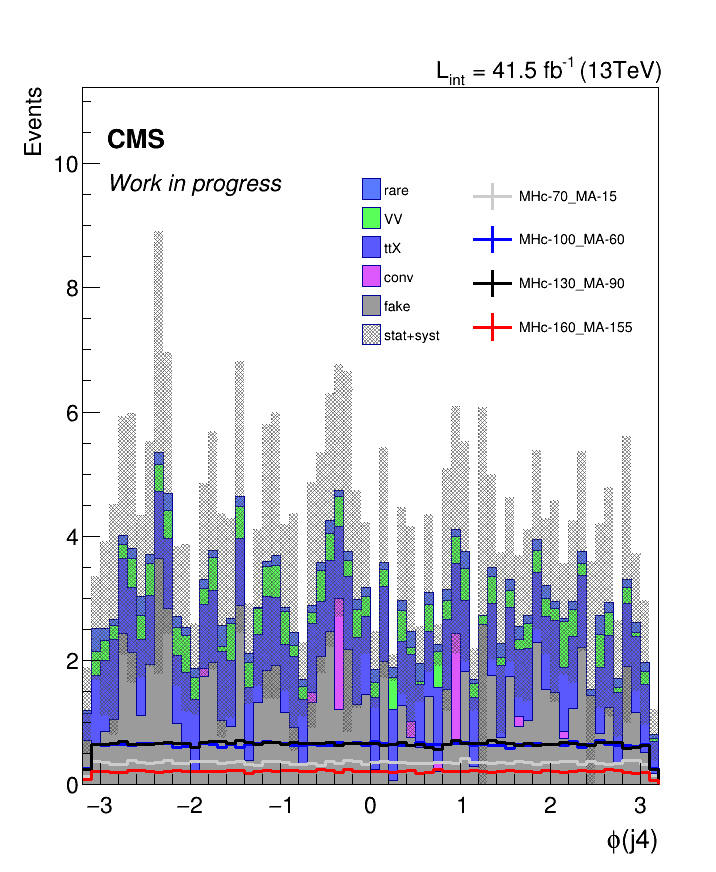 L_int = 41.5 fb^-1 (13TeV)
Events
CMS
Work in progress
rare
VV
ttX
conv
fake
stat+syst
MHc-70_MA-15
MHc-100_MA-60
MHc-130_MA-90
MHc-160_MA-155
10
8
6
4
2
0
−3 −2 −1 0 1 2 3
ϕ(j4)